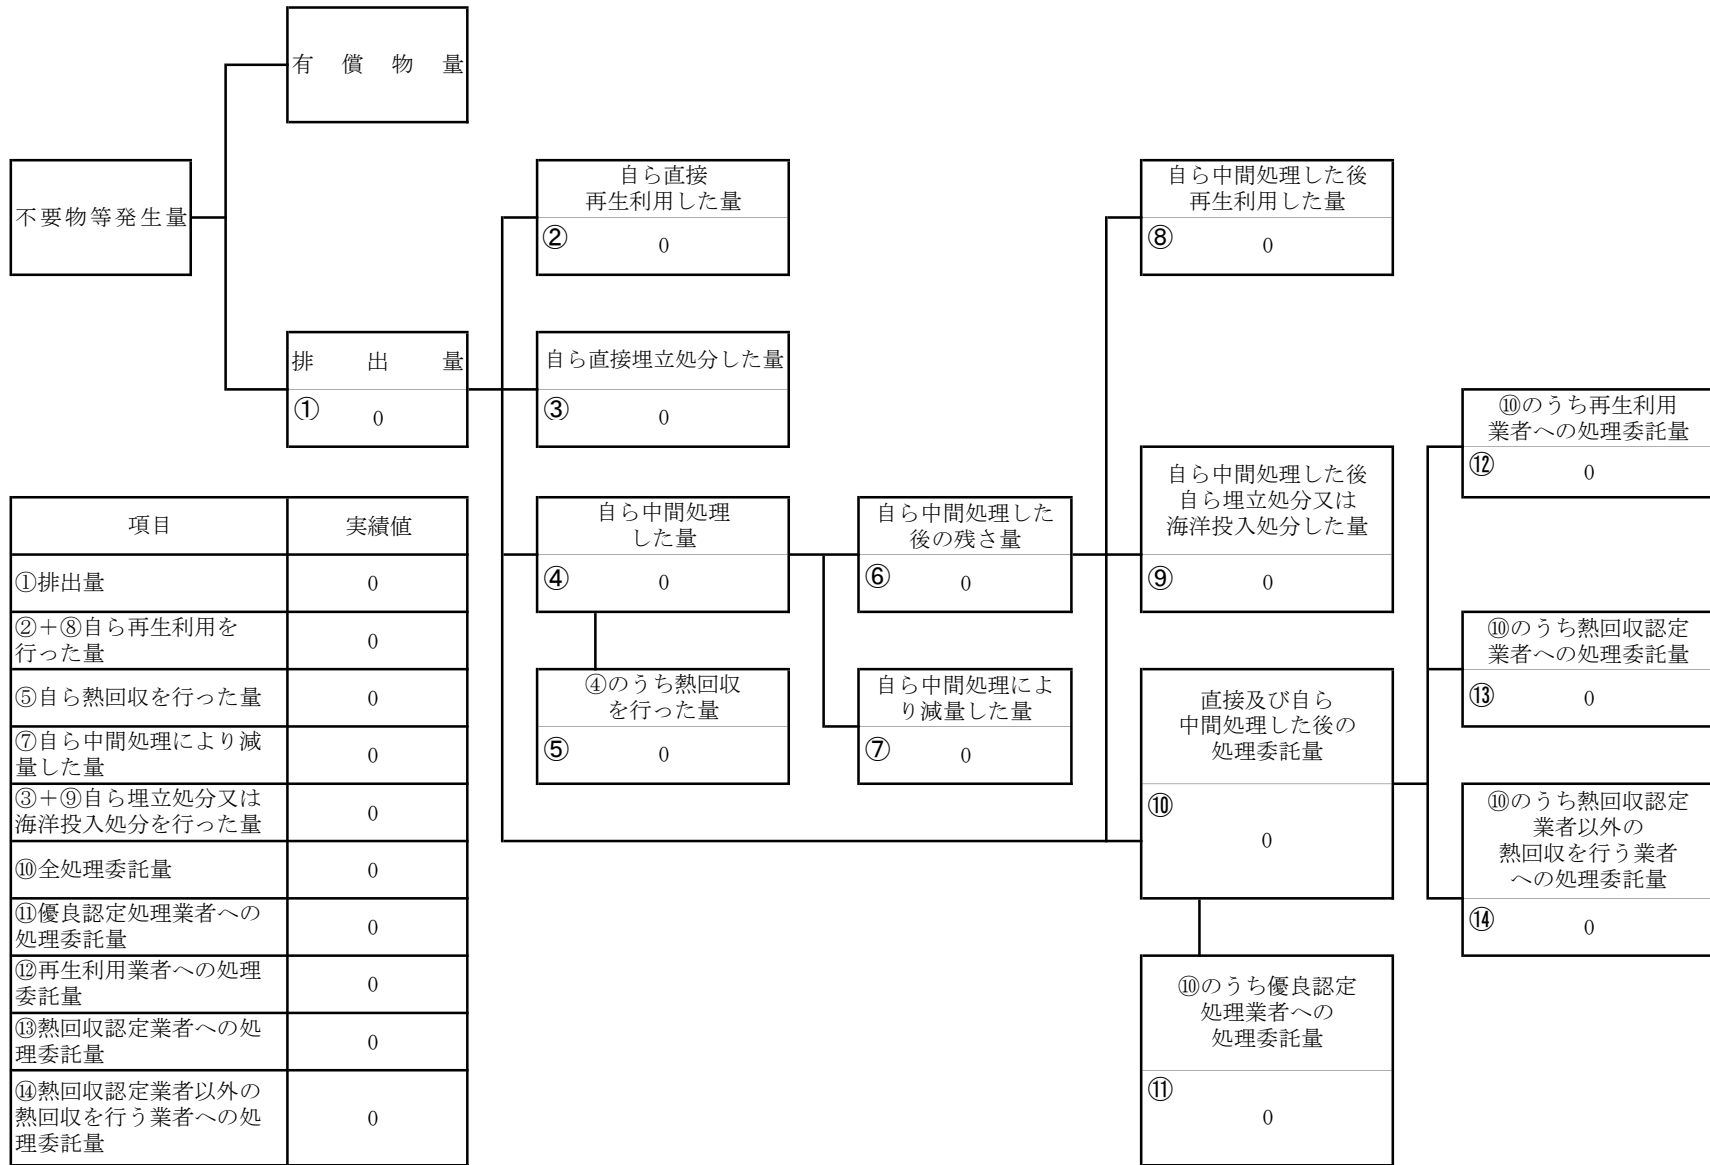 有償物量
不要物等発生量
自ら直接
再生利用した量
② 0
自ら中間処理した後
再生利用した量
⑧ 0
排出量
① 0
自ら直接埋立処分した量
③ 0
⑩のうち再生利用
業者への処理委託量
⑫ 0
自ら中間処理
した量
④ 0
自ら中間処理した
後の残さ量
⑥ 0
自ら中間処理した後
自ら埋立処分又は
海洋投入処分した量
⑨ 0
⑩のうち熱回収認定
業者への処理委託量
⑬ 0
④のうち熱回収
を行った量
⑤ 0
自ら中間処理によ
り減量した量
⑦ 0
直接及び自ら
中間処理した後の
処理委託量
⑩
0
⑩のうち熱回収認定
業者以外の
熱回収を行う業者
への処理委託量
⑭ 0
⑩のうち優良認定
処理業者への
処理委託量
⑪
0
項目 実績値
①排出量 0
②+⑧自ら再生利用を
行った量 0
⑤自ら熱回収を行った量 0
⑦自ら中間処理により減
量した量 0
③+⑨自ら埋立処分又は
海洋投入処分を行った量 0
⑩全処理委託量 0
⑪優良認定処理業者への
処理委託量 0
⑫再生利用業者への処理
委託量 0
⑬熱回収認定業者への処
理委託量 0
⑭熱回収認定業者以外の
熱回収を行う業者への処 0
理委託量